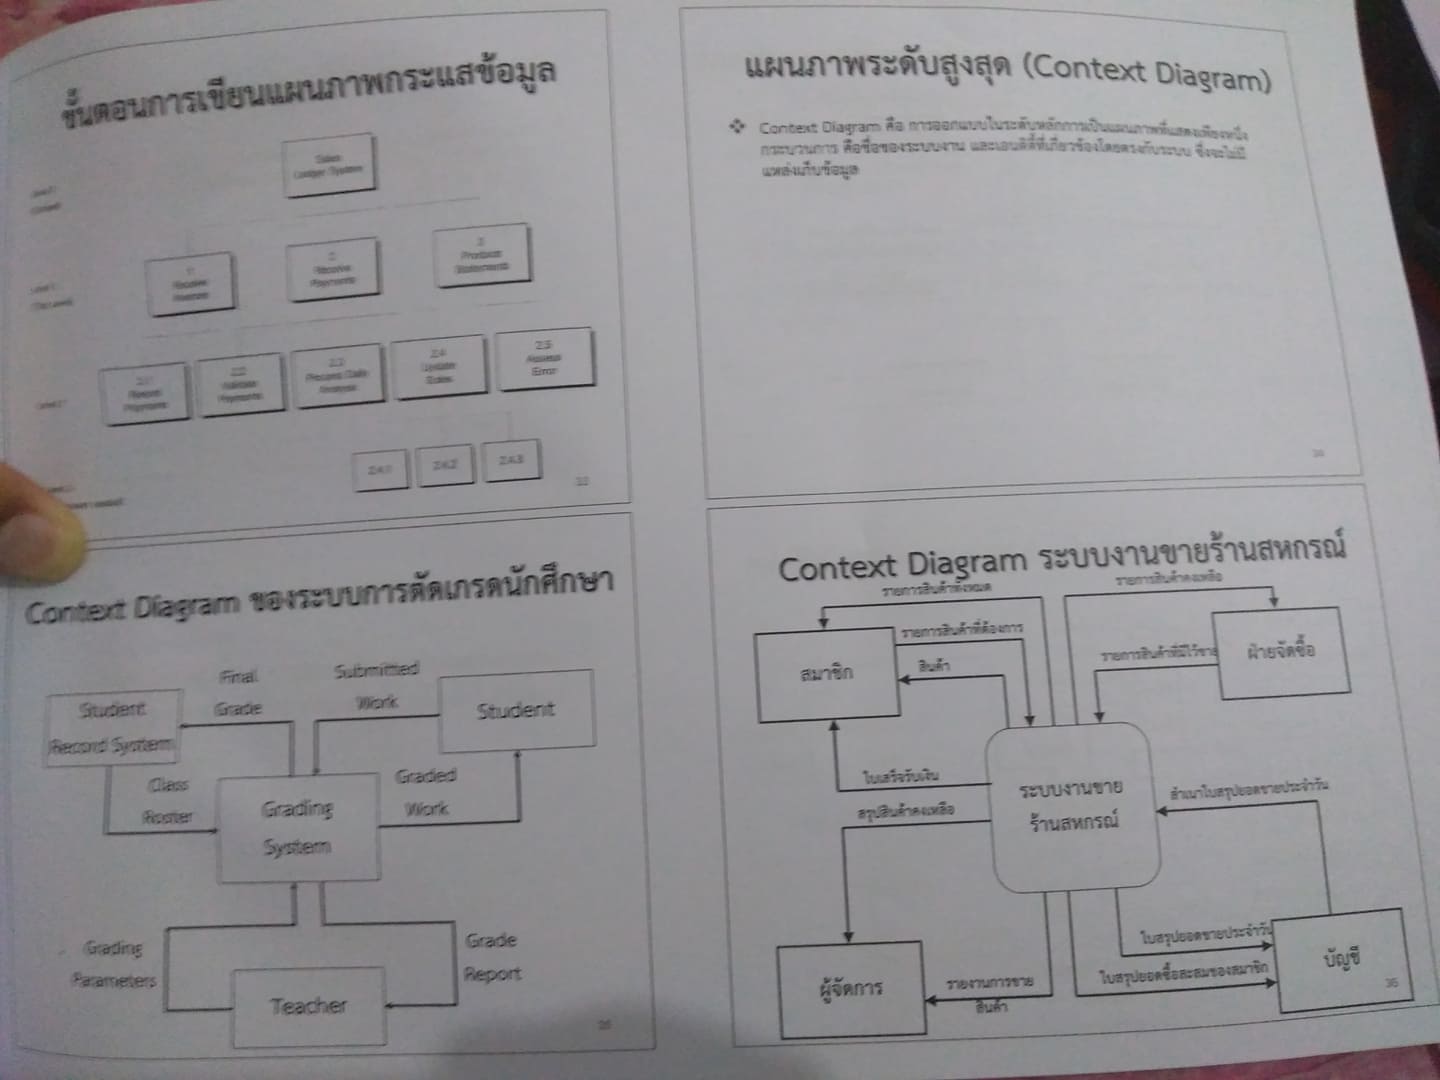 ขั้นตอนการเขียนแผนภาพกระแสข้อมูล
Sales
Ledger System
1
Receive
2
Receive
Payments
3
Produce
Statements
2.1
Payments
2.2
Validate
Payments
2.3
2.4
Update
2.5
Assess
Error
2.4.1
2.4.2
2.4.3
33
แผนภาพระดับสูงสุด (Context Diagram)
❖ Context Diagram คือ การออกแบบในระดับหลักการเป็นแผนภาพที่แสดงเพียงหนึ่ง
กระบวนการ คือชื่อของระบบงาน และเอนติตี้ที่เกี่ยวข้องโดยตรงกับระบบ ซึ่งจะไม่มี
แหล่งเก็บข้อมูล
34
Context Diagram ของระบบการตัดเกรดนักศึกษา
Final
Grade
Submitted
Work
Student
Record System
Student
Class
Roster
Graded
Work
Grading
System
Grading
Parameters
Grade
Report
Teacher
35
Context Diagram ระบบงานขายร้านสหกรณ์
รายการสินค้าทั้งหมด
รายการสินค้าคงเหลือ
สมาชิก
รายการสินค้าที่ต้องการ
สินค้า
รายการสินค้าที่มีไว้ขาย
ฝ่ายจัดซื้อ
ใบเสร็จรับเงิน
สรุปสินค้าคงเหลือ
ระบบงานขาย
ร้านสหกรณ์
สำเนาใบสรุปยอดขายประจำวัน
ใบสรุปยอดขายประจำวัน
ใบสรุปยอดซื้อสะสมของสมาชิก
บัญชี
ผู้จัดการ
รายงานการขาย
สินค้า
36